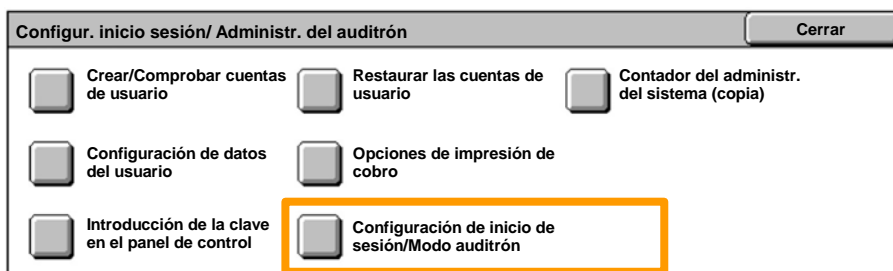 Configur. inicio sesión/ Administr. del auditrón
Cerrar
Crear/Comprobar cuentas
de usuario
Restaurar las cuentas de
usuario
Contador del administr.
del sistema (copia)
Configuración de datos
del usuario
Opciones de impresión de
cobro
Introducción de la clave
en el panel de control
Configuración de inicio de
sesión/Modo auditrón